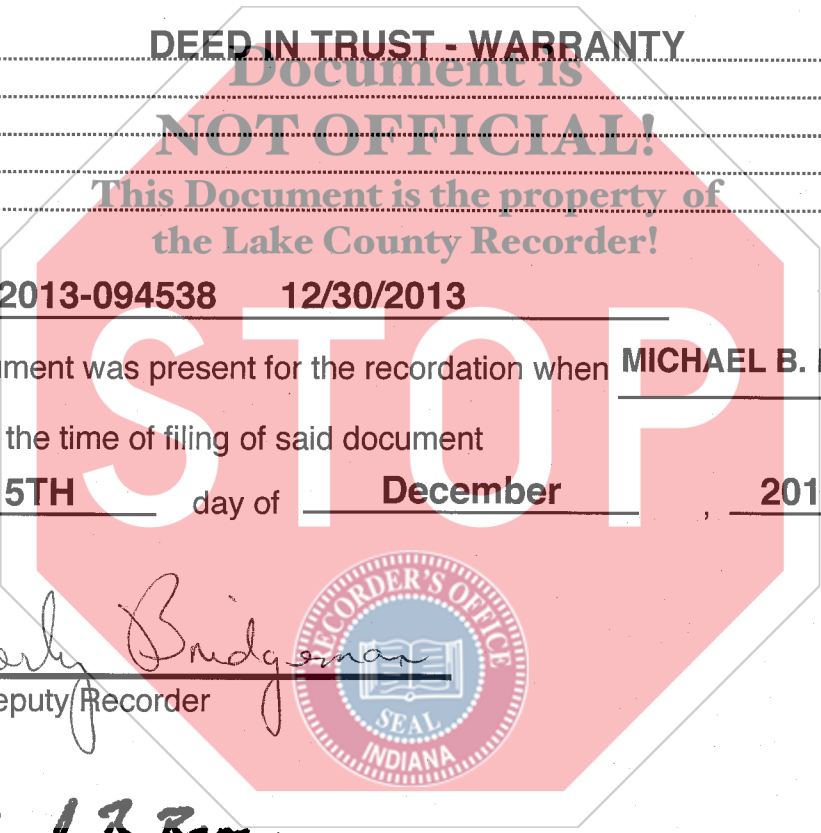 DEED IN TRUST - WARRANTY
Document is
NOT OFFICIAL!
This Document is the property of
the Lake County Recorder!
2013-094538 12/30/2013
ument was present for the recordation when MICHAEL B.
the time of filing of said document
5TH day of December , 201
STOP
Bridgeman
eputy Recorder
RECORDER'S OFFICE
SEAL
INDIANA